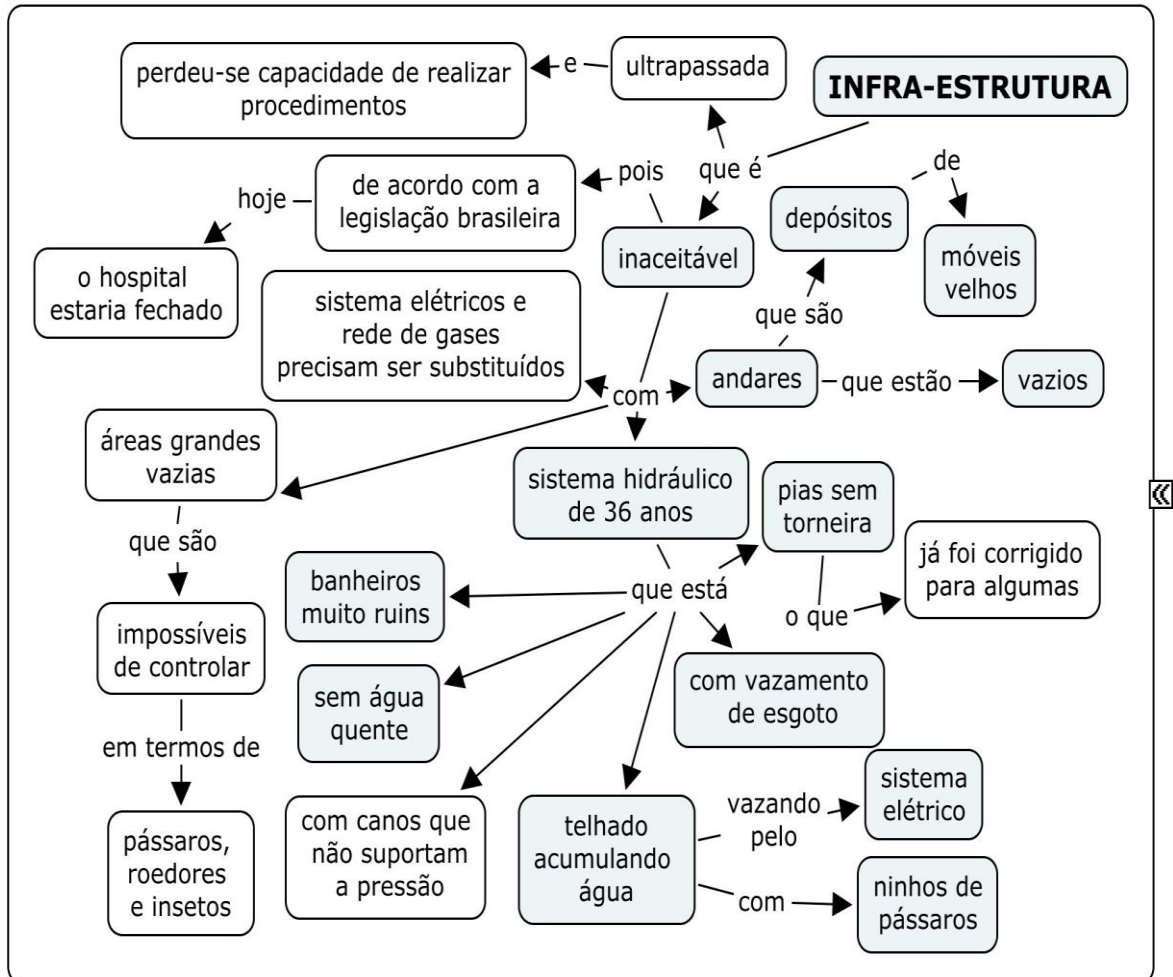 perdeu-se capacidade de realizar
procedimentos
e
ultrapassada
INFRA-ESTRUTURA
que é
pois
de acordo com a
legislação brasileira
hoje
o hospital
estaria fechado
inaceitável
depósitos
de
móveis
velhos
que são
sistema elétricos e
rede de gases
precisam ser substituídos
com
andares
que estão
vazios
áreas grandes
vazias
que são
impossíveis
de controlar
em termos de
pássaros,
roedores
e insetos
sistema hidráulico
de 36 anos
que está
pias sem
torneira
o que
já foi corrigido
para algumas
banheiros
muito ruins
sem água
quente
com canos que
não suportam
a pressão
com vazamento
de esgoto
telhado
acumulando
água
vazando
pelo
sistema
elétrico
com
ninhos de
pássaros